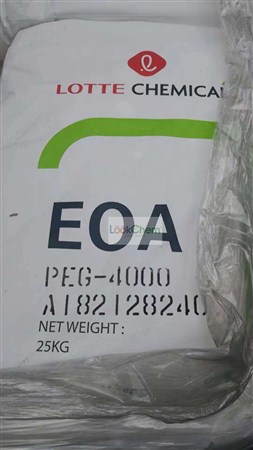 LOTTE CHEMICAL
EOA
LookChem
PEG-4000
A182128240
NET WEIGHT :
25KG